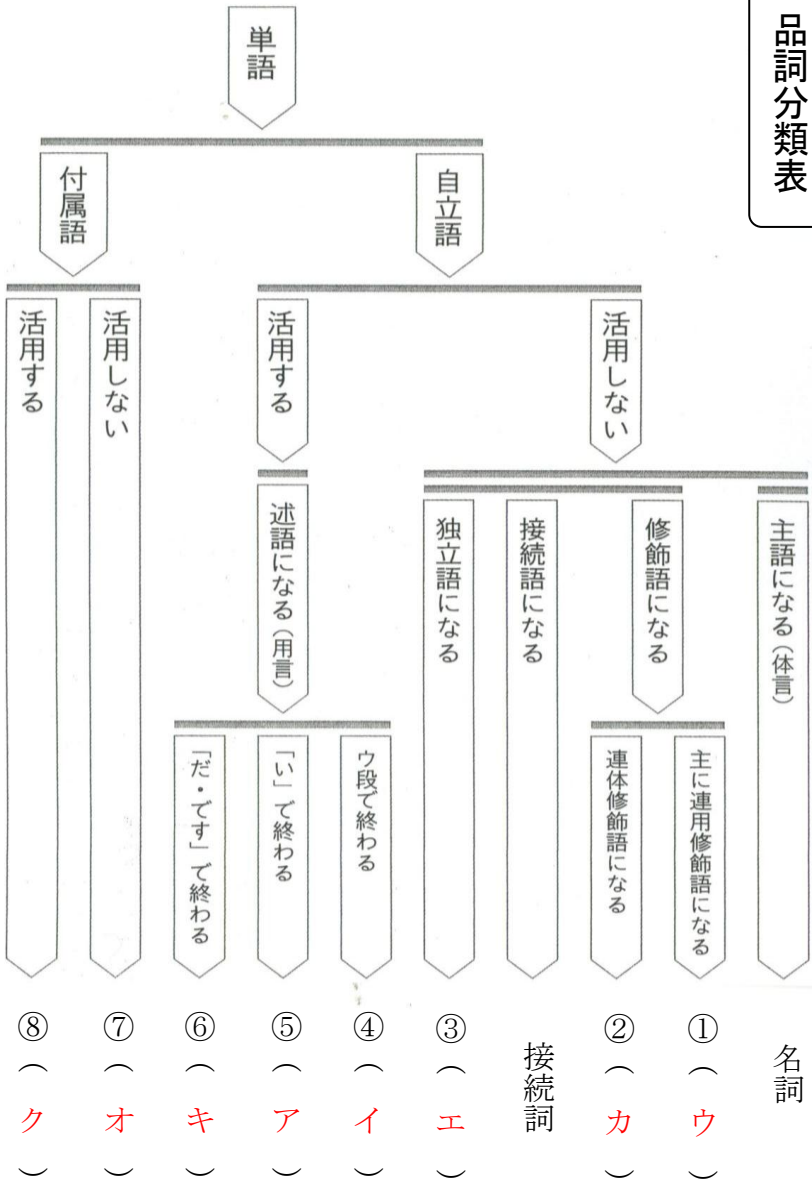 品詞分類表
単語
自立語
付属語
活用しない
活用する
活用しない
活用する
主語になる（体言）
修飾語になる
接続語になる
独立語になる
述語になる（用言）
主に連用修飾語になる
連体修飾語になる
ウ段で終わる
「い」で終わる
「だ・です」で終わる
名詞
①（ ウ ）
②（ カ ）
接続詞
③（ エ ）
④（ イ ）
⑤（ ア ）
⑥（ キ ）
⑦（ オ ）
⑧（ ク ）